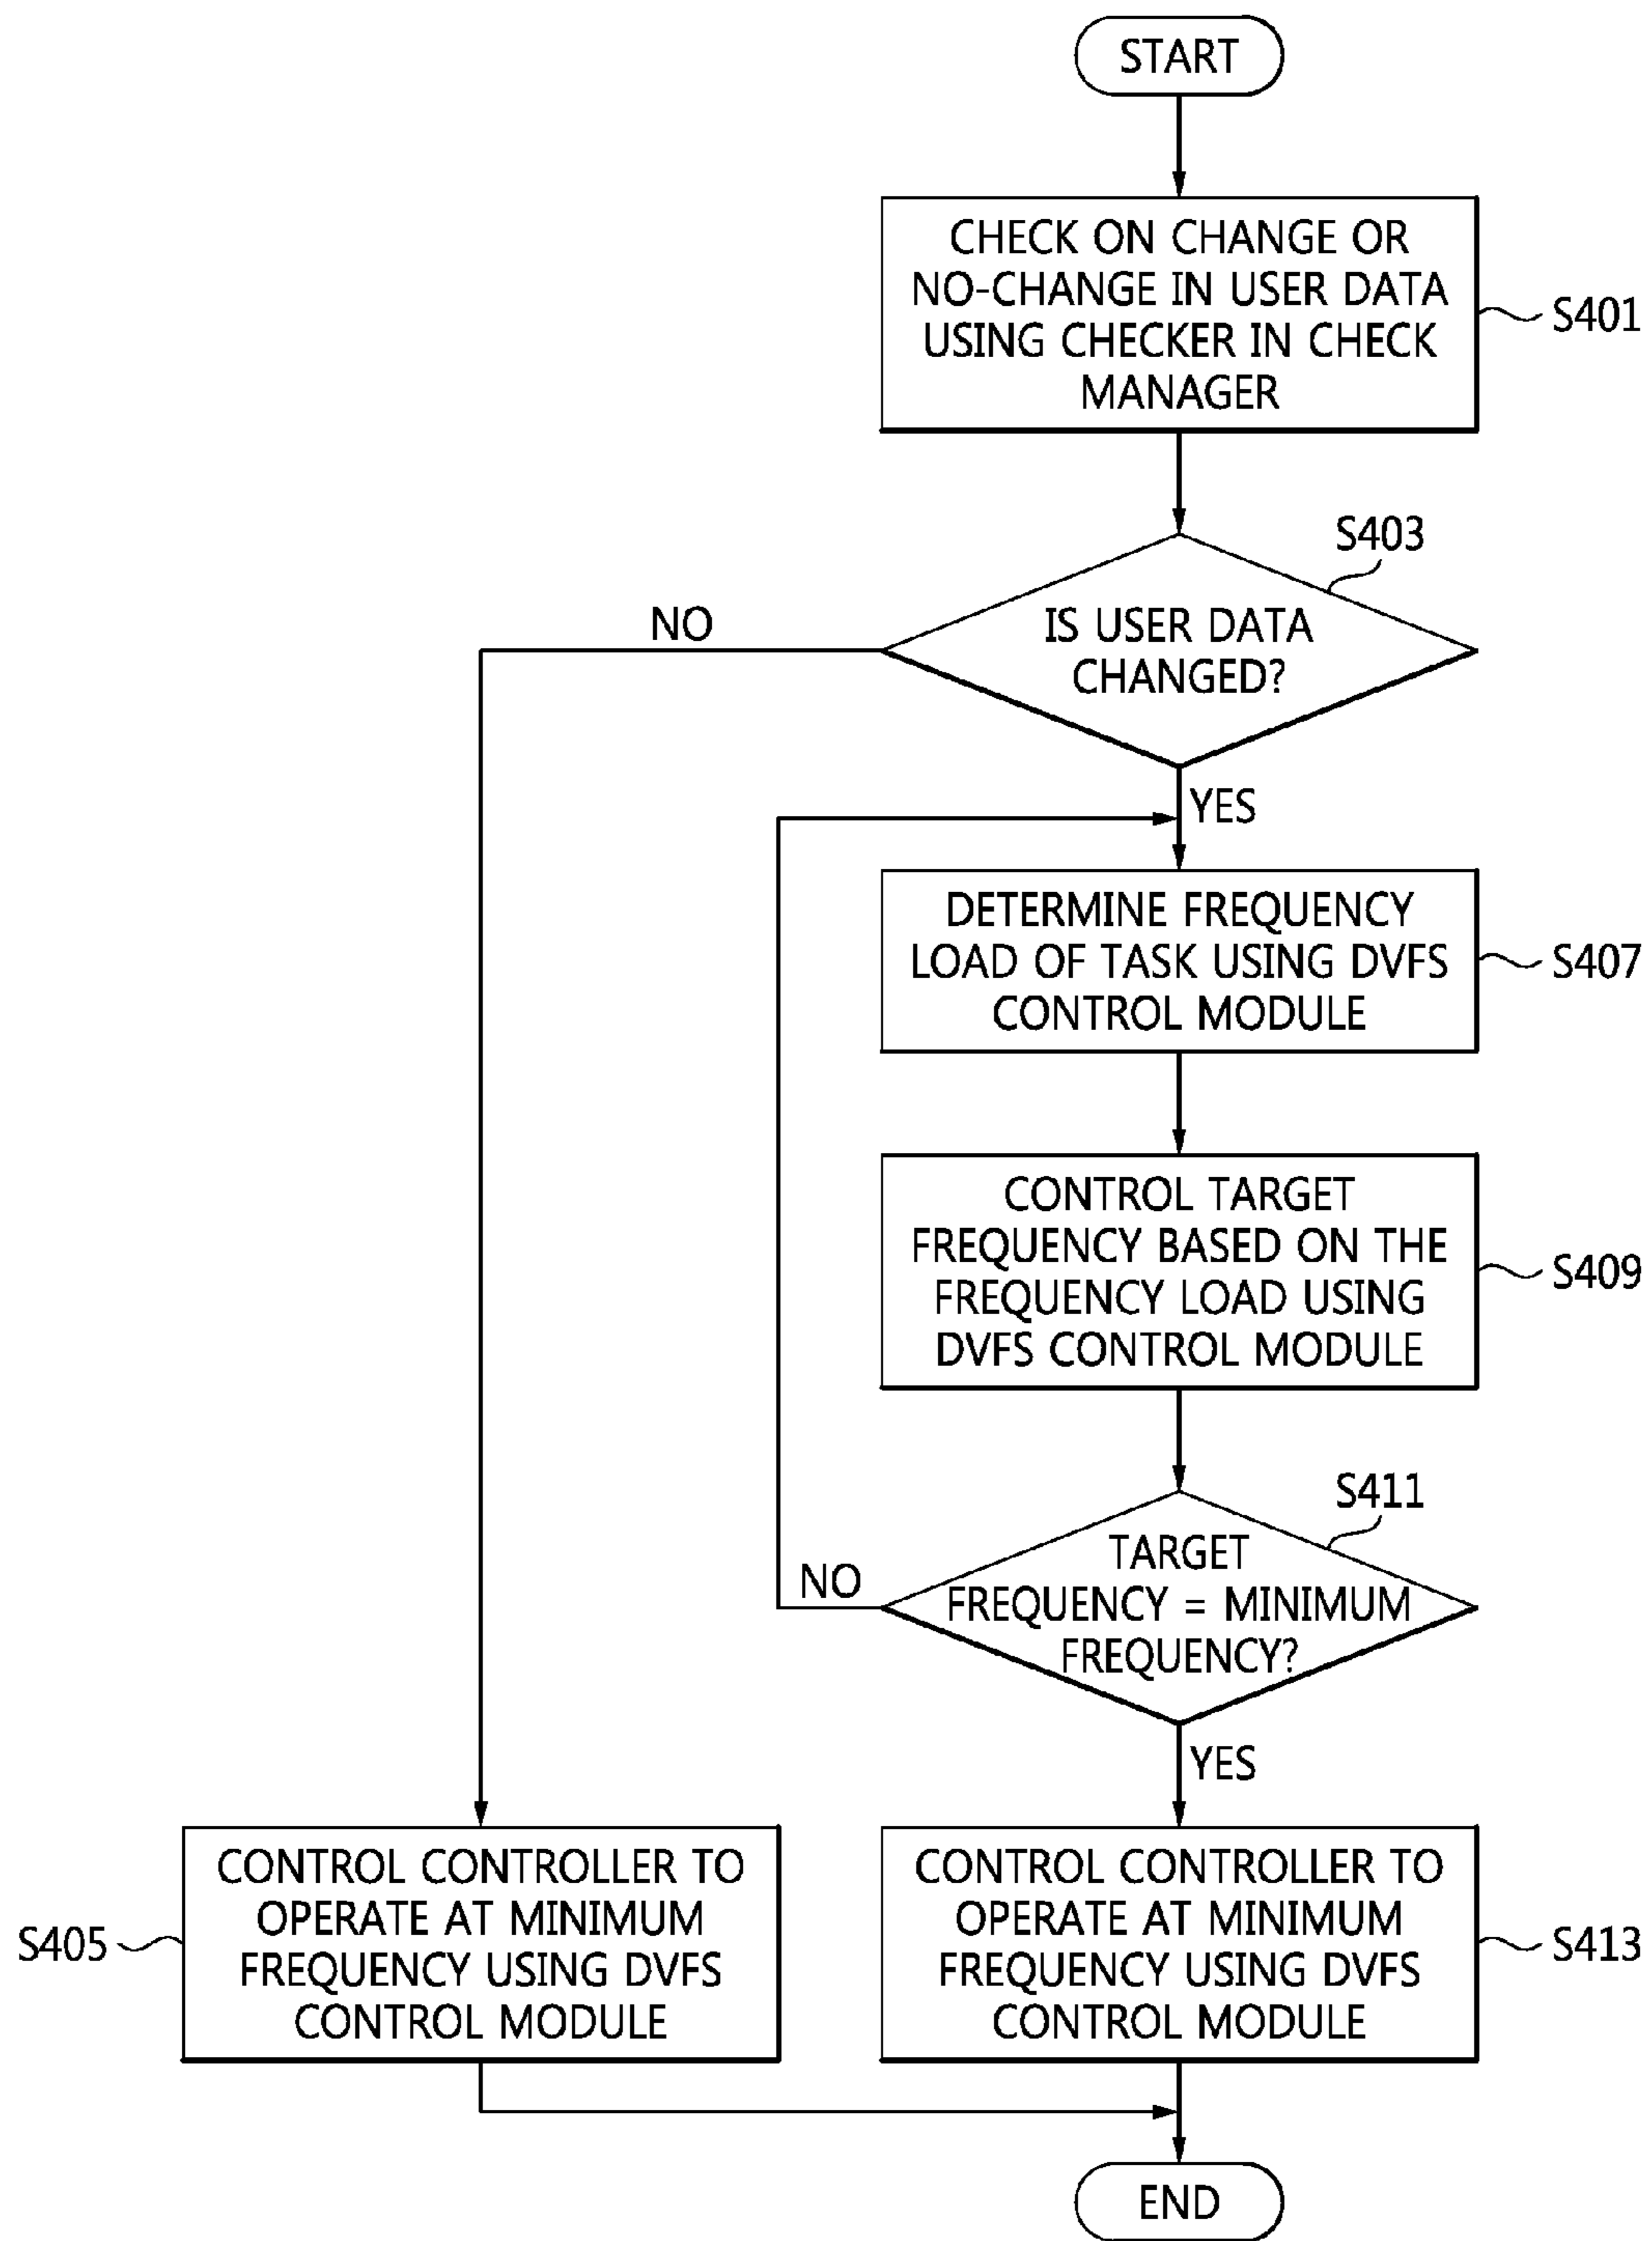 START
CHECK ON CHANGE OR
NO-CHANGE IN USER DATA
USING CHECKER IN CHECK
MANAGER
S401
S403
IS USER DATA
CHANGED?
NO
YES
DETERMINE FREQUENCY
LOAD OF TASK USING DVFS
CONTROL MODULE
S407
CONTROL TARGET
FREQUENCY BASED ON THE
FREQUENCY LOAD USING
DVFS CONTROL MODULE
S409
S411
TARGET
FREQUENCY = MINIMUM
FREQUENCY?
NO
YES
CONTROL CONTROLLER TO
OPERATE AT MINIMUM
FREQUENCY USING DVFS
CONTROL MODULE
S405
CONTROL CONTROLLER TO
OPERATE AT MINIMUM
FREQUENCY USING DVFS
CONTROL MODULE
S413
END